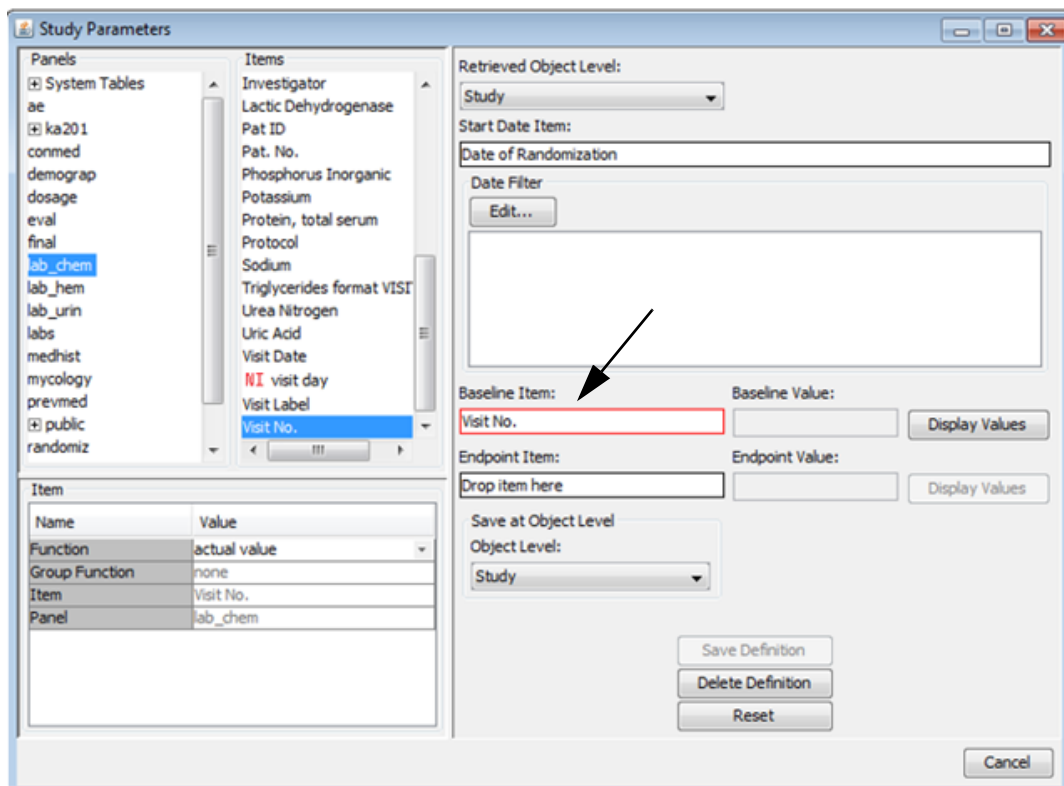 Study Parameters
Panels
System Tables
ae
ka201
conmed
demograp
dosage
eval
final
lab_chem
lab_hem
lab_urin
labs
medhist
mycology
prevmed
public
randomiz
Items
Investigator
Lactic Dehydrogenase
Pat ID
Pat. No.
Phosphorus Inorganic
Potassium
Protein, total serum
Protocol
Sodium
Triglycerides format VISI
Urea Nitrogen
Uric Acid
Visit Date
NI visit day
Visit Label
Visit No.
Item
Name Value
Function actual value
Group Function none
Item Visit No.
Panel lab_chem
Retrieved Object Level:
Study
Start Date Item:
Date of Randomization
Date Filter
Edit...
Baseline Item: Baseline Value:
Visit No. Display Values
Endpoint Item: Endpoint Value:
Drop item here Display Values
Save at Object Level
Object Level:
Study
Save Definition
Delete Definition
Reset
Cancel